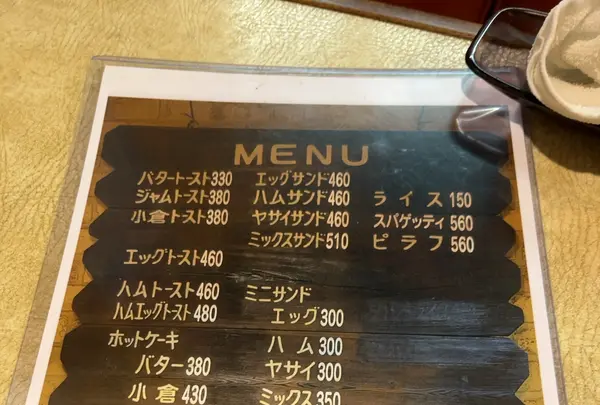 MENU
バタートースト330 エッグサンド460
ジャムトースト380 ハムサンド460 ライス150
小倉トースト380 ヤサイサンド460 スパゲッティ560
ミックスサンド510 ピラフ560
エッグトースト460
ハムトースト460 ミニサンド
ハムエッグトースト480 エッグ300
ホットケーキ ハム300
バター380 ヤサイ300
小倉430 ミックス350